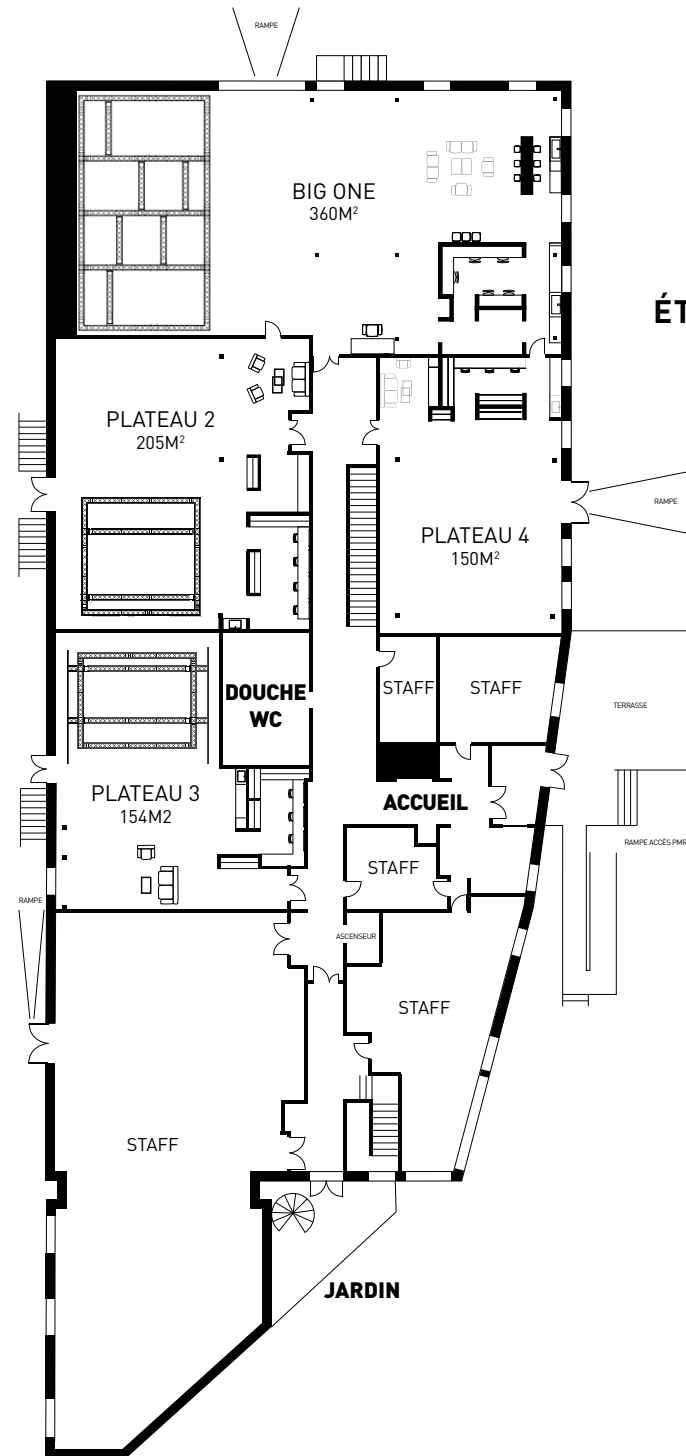 RAMPE
BIG ONE
360M²
ÉT
PLATEAU 2
205M²
RAMPE
PLATEAU 4
150M²
STAFF
STAFF
DOUCHE
WC
TERRASSE
PLATEAU 3
154M2
ACCUEIL
RAMPE ACCÈS PMR
STAFF
RAMPE
ASCENSEUR
STAFF
STAFF
JARDIN